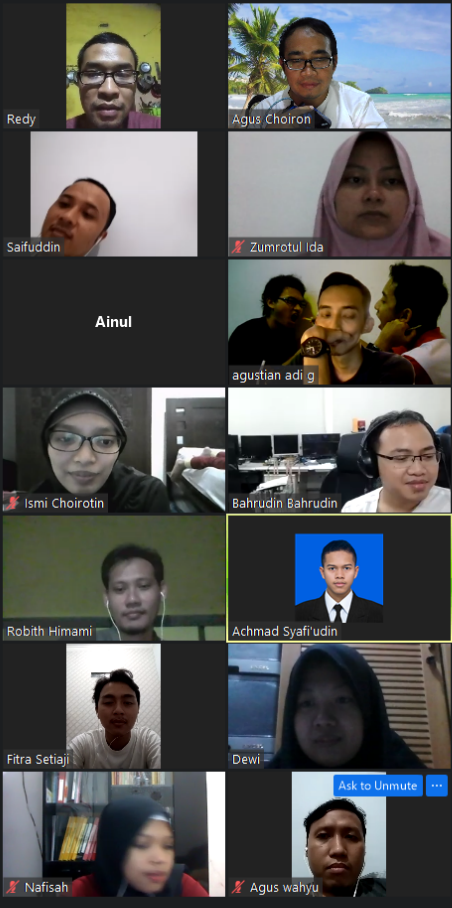 Redy
Agus Choiron
Saifuddin
Zumrotul Ida
Ainul
agustian adi g
Ismi Choirotin
Bahrudin Bahrudin
Robith Himami
Achmad Syafi'udin
Fitra Setiaji
Dewi
Ask to Unmute
...
Nafisah
Agus wahyu